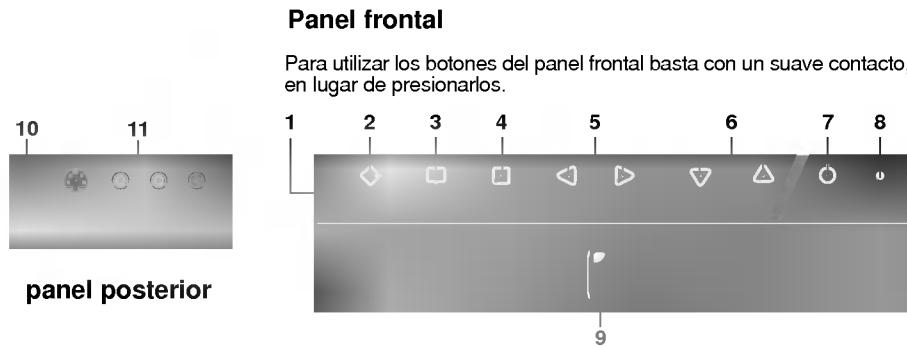 Panel frontal
Para utilizar los botones del panel frontal basta con un suave contacto,
en lugar de presionarlos.
10 11
1 2 3 4 5 6 7 8
panel posterior
9